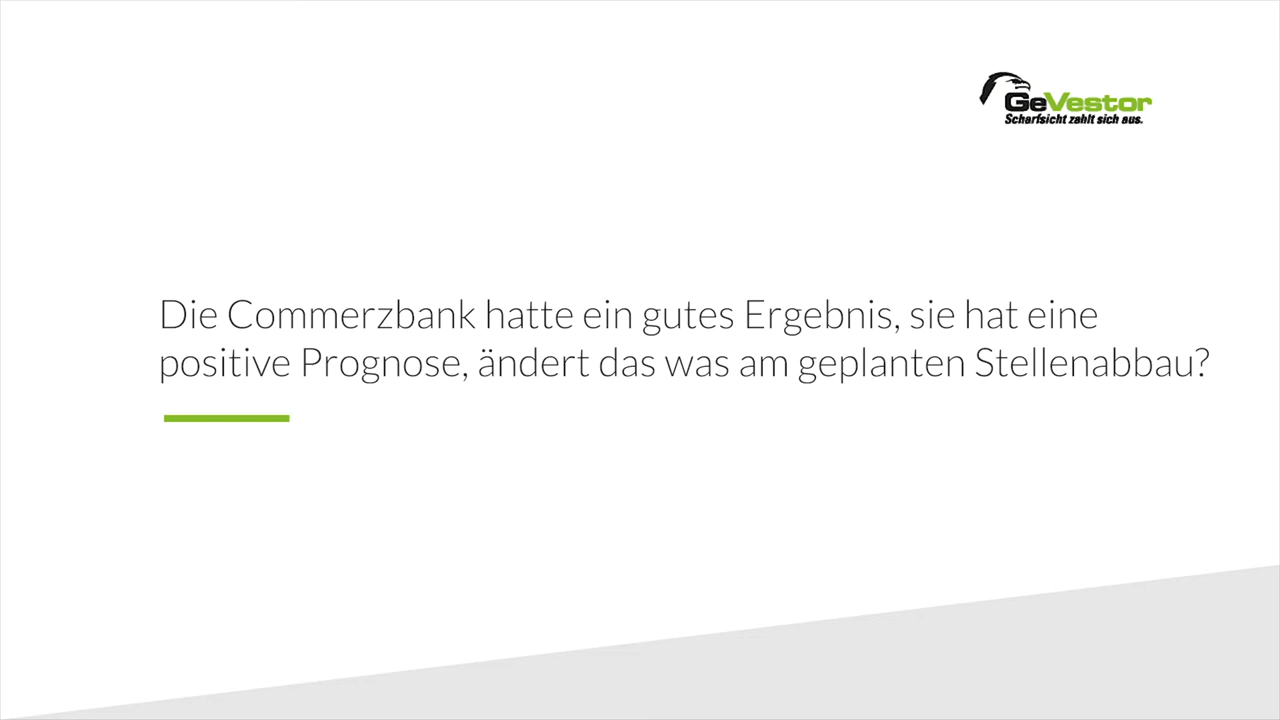 GeVestor
Scharfsicht zahlt sich aus.
Die Commerzbank hatte ein gutes Ergebnis, sie hat eine
positive Prognose, ändert das was am geplanten Stellenabbau?